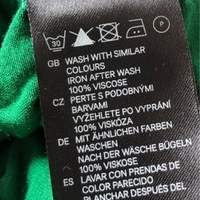 30
GB WASH WITH SIMILAR
COLOURS
IRON AFTER WASH
100% VISCOSE
CZ PERTE S PODOBNÝMI
BARVAMI
VYŽEHLETE PO VYPRÁNÍ
100% VISKÓZA
DE MIT ÄHNLICHEN FARBEN
WASCHEN
NACH DER WÄSCHE BÜGELN
100% VISKOSE
ES LAVAR CON PRENDAS DE
COLOR PARECIDO
PLANCHAR DESPUÉS DEL